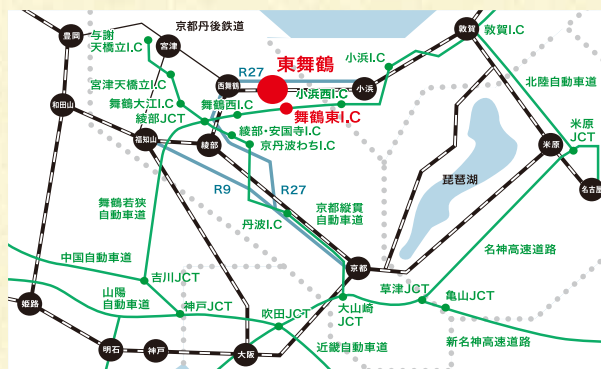 京都丹後鉄道
豊岡
与謝
天橋立I.C
宮津
敦賀
敦賀I.C
小浜I.C
東舞鶴
R27
西舞鶴
小浜
宮津天橋立I.C
小浜西I.C
北陸自動車道
和田山
舞鶴大江I.C
舞鶴西I.C
舞鶴東I.C
綾部JCT
福知山
綾部
綾部・安国寺I.C
京丹波わちI.C
米原
米原
JCT
琵琶湖
名古屋
R9
R27
舞鶴若狭
自動車道
丹波I.C
京都縦貫
自動車道
中国自動車道
京都
名神高速道路
吉川JCT
山陽
自動車道
姫路
神戸JCT
吹田JCT
大山崎
JCT
草津JCT
亀山JCT
明石
神戸
大阪
近畿自動車道
新名神高速道路